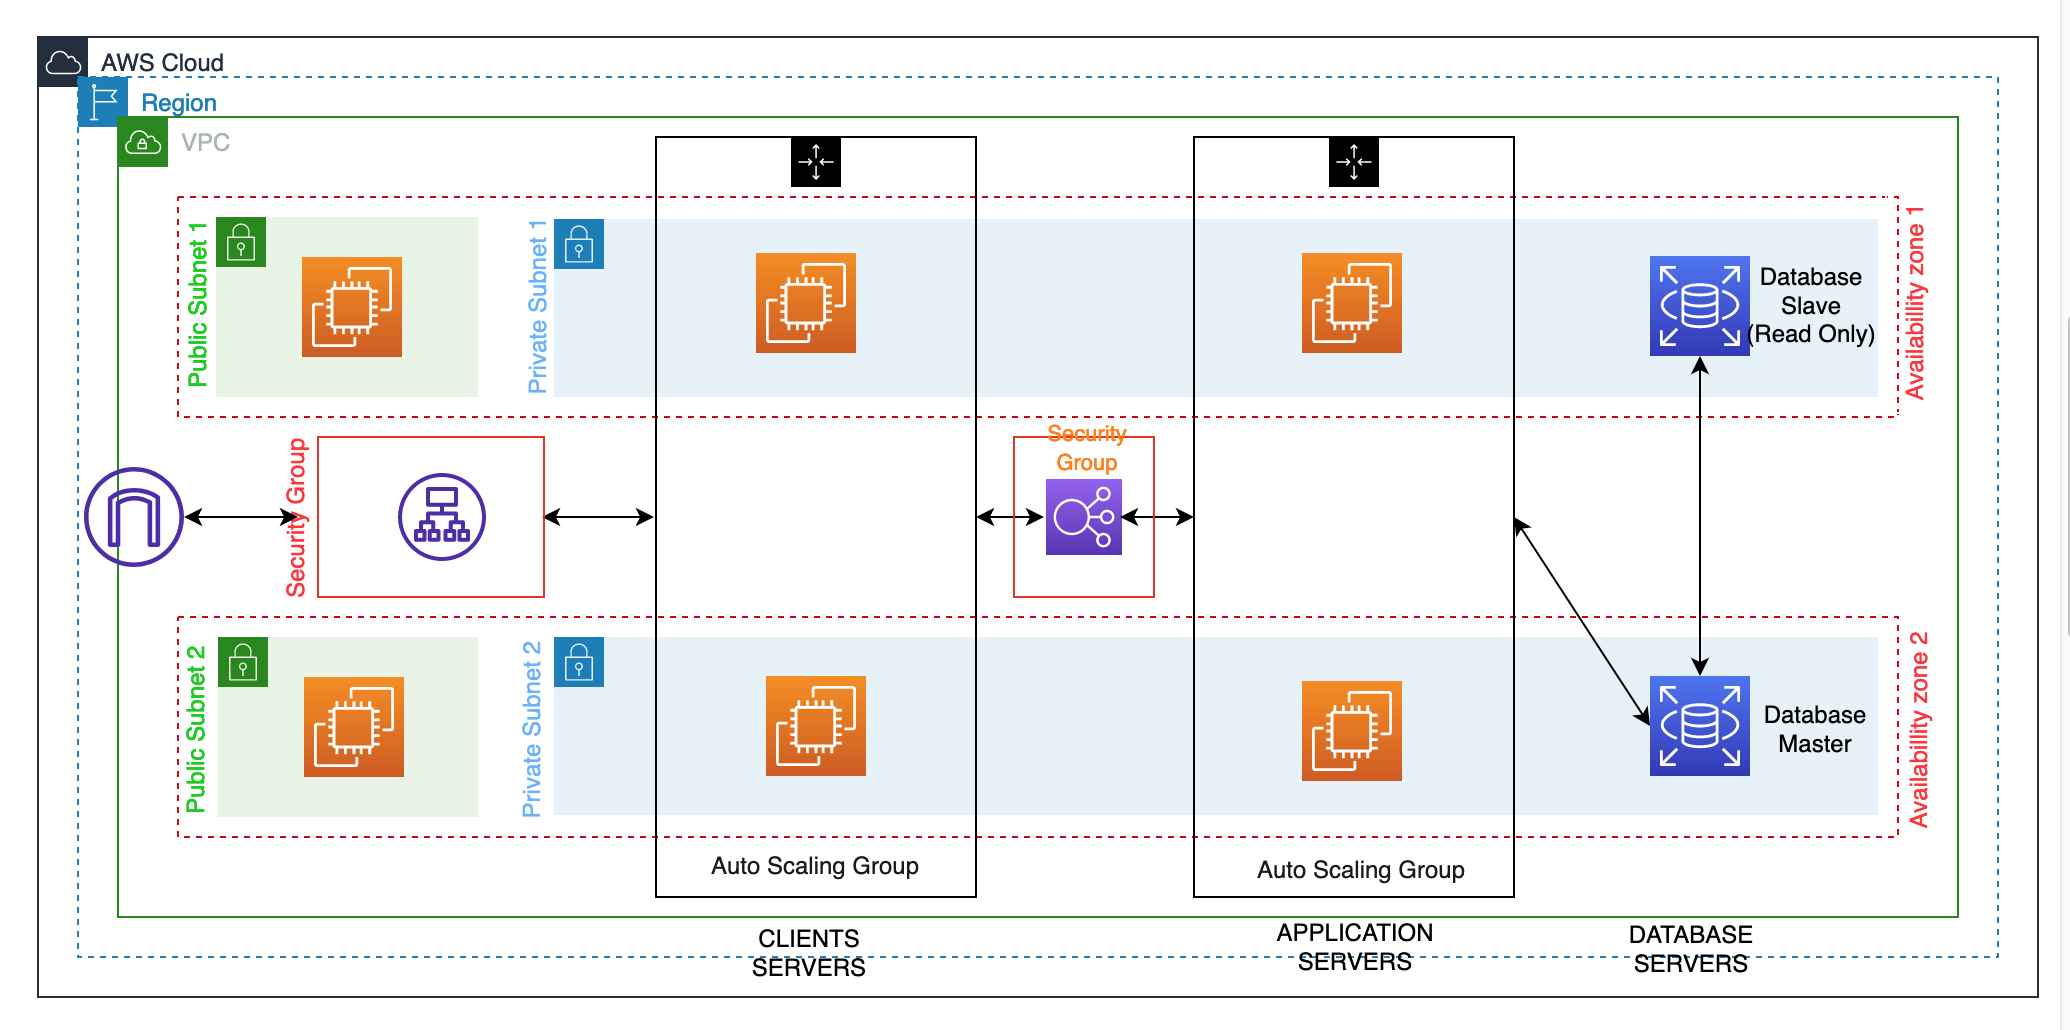 AWS Cloud
Region
VPC
Public Subnet 1
Private Subnet 1
Database
Slave
(Read Only)
Availabillity zone 1
Security Group
Security
Group
Public Subnet 2
Private Subnet 2
Database
Master
Availabillity zone 2
Auto Scaling Group
Auto Scaling Group
CLIENTS
SERVERS
APPLICATION
SERVERS
DATABASE
SERVERS